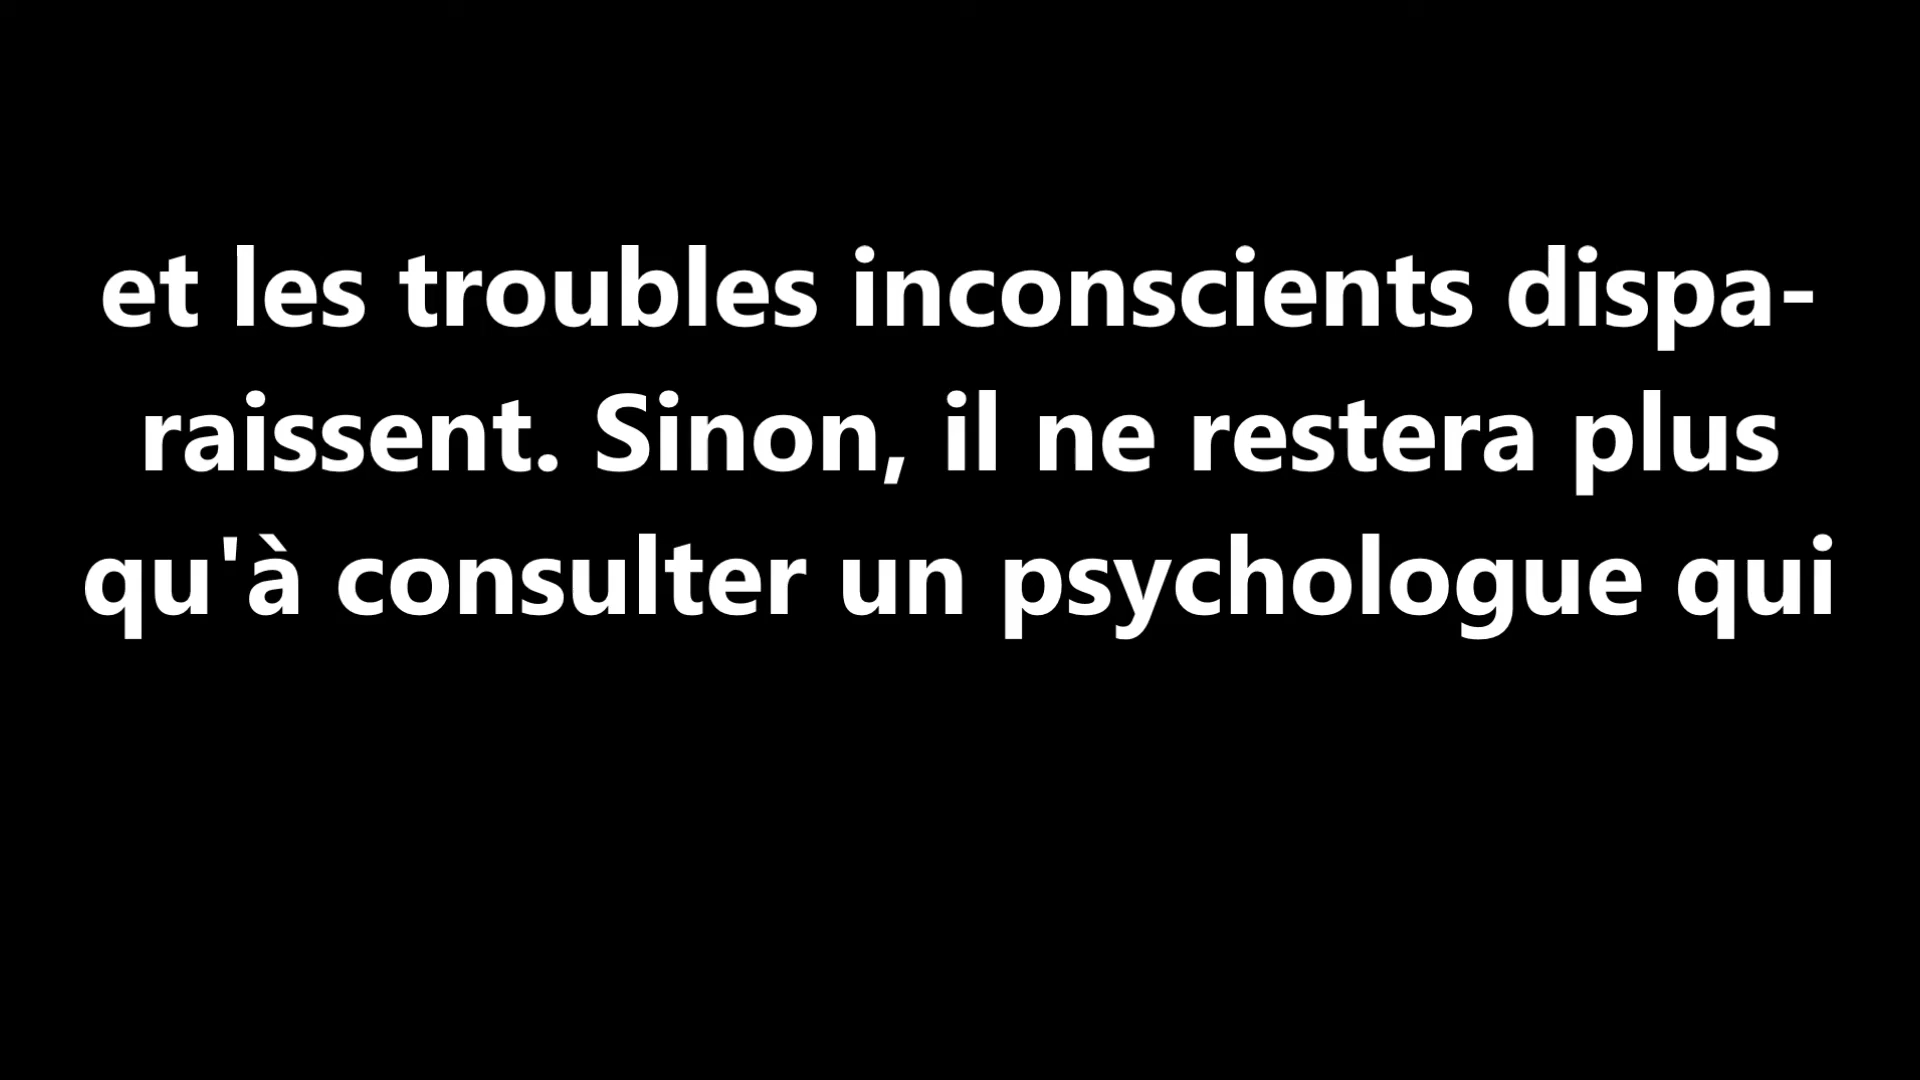 et les troubles inconscients dispa-
raissent. Sinon, il ne restera plus
qu'à consulter un psychologue qui